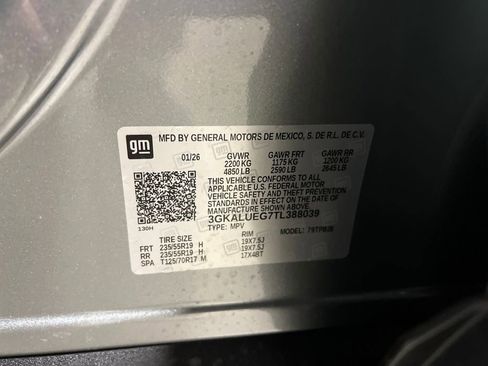 gm
MFD BY GENERAL MOTORS DE MEXICO, S. DE R.L. DE C.V.
01/26 GVWR GAWR FRT GAWR RR
2200 KG 1175 KG 1200 KG
4850 LB 2590 LB 2645 LB
THIS VEHICLE CONFORMS TO ALL
APPLICABLE U.S. FEDERAL MOTOR
VEHICLE SAFETY AND THEFT PREVENTION
STANDARDS IN EFFECT ON THE DATE OF
MANUFACTURE SHOWN ABOVE.
3GKALUEG7TL388039
TYPE: MPV MODEL:
130H
TIRE SIZE RIM
FRT 235/55R19 H 19X7.5J
RR 235/55R19 H 19X7.5J
SPA T125/70R17 M 17X4BT